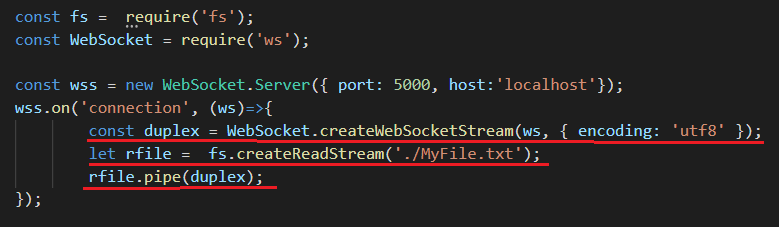 const fs =  require('fs');
const WebSocket = require('ws');
const wss = new WebSocket.Server({ port: 5000, host:'localhost'});
wss.on('connection', (ws)=>{
const duplex = WebSocket.createWebSocketStream(ws, { encoding: 'utf8' });
let rfile =  fs.createReadStream('./MyFile.txt');
rfile.pipe(duplex);
});